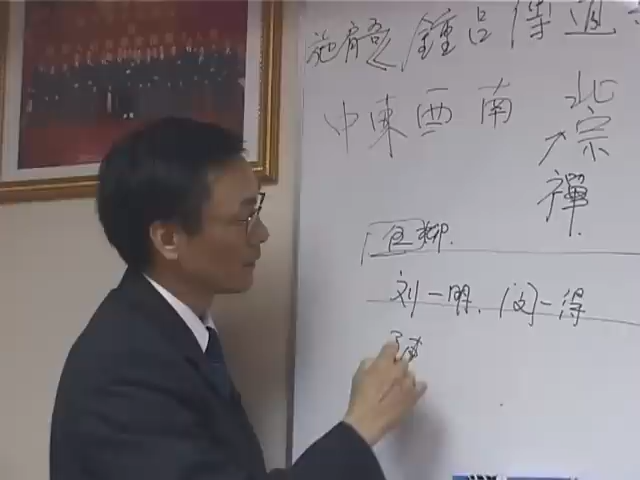 施肩吾 鍾吕傳道
中東西南
北宗
禪
伍柳.
刘一明、闵一得